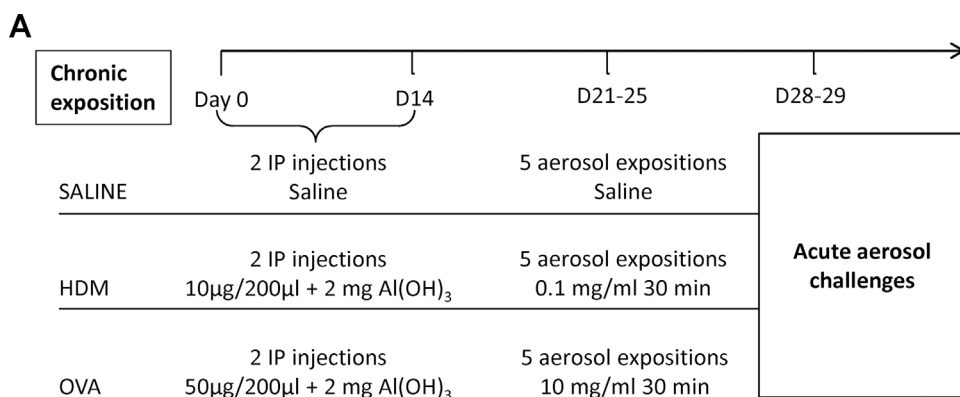 A
Chronic
exposition
Day 0 D14 D21-25 D28-29
2 IP injections 5 aerosol expositions
SALINE Saline Saline
2 IP injections 5 aerosol expositions
HDM 10µg/200µl + 2 mg Al(OH)₃ 0.1 mg/ml 30 min
2 IP injections 5 aerosol expositions
OVA 50µg/200µl + 2 mg Al(OH)₃ 10 mg/ml 30 min
Acute aerosol
challenges